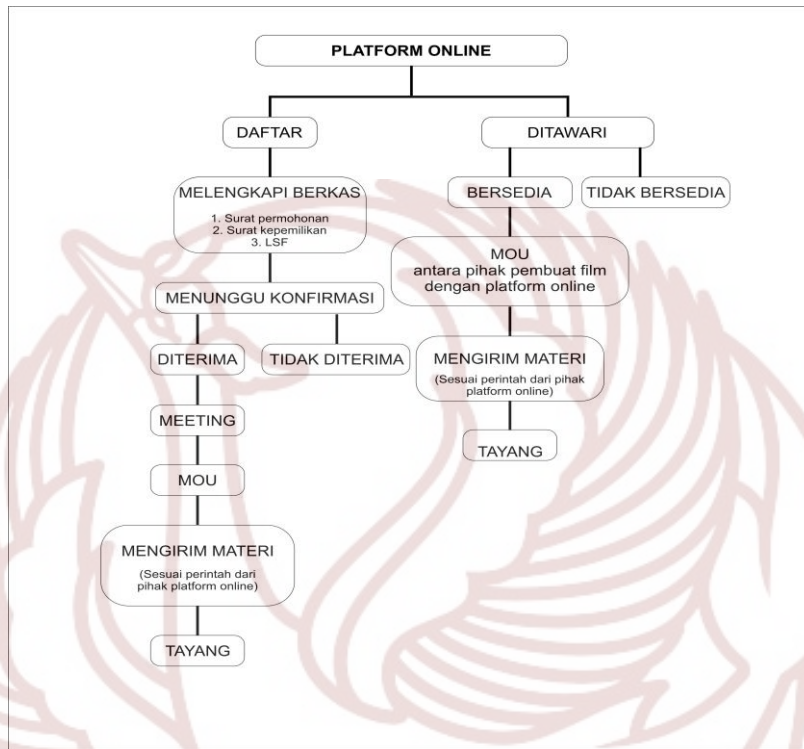 PLATFORM ONLINE
DAFTAR
MELENGKAPI BERKAS
1. Surat permohonan
2. Surat kepemilikan
3. LSF
MENUNGGU KONFIRMASI
DITERIMA
TIDAK DITERIMA
MEETING
MOU
MENGIRIM MATERI
(Sesuai perintah dari
pihak platform online)
TAYANG
DITAWARI
BERSEDIA
TIDAK BERSEDIA
MOU
antara pihak pembuat film
dengan platform online
MENGIRIM MATERI
(Sesuai perintah dari pihak
platform online)
TAYANG